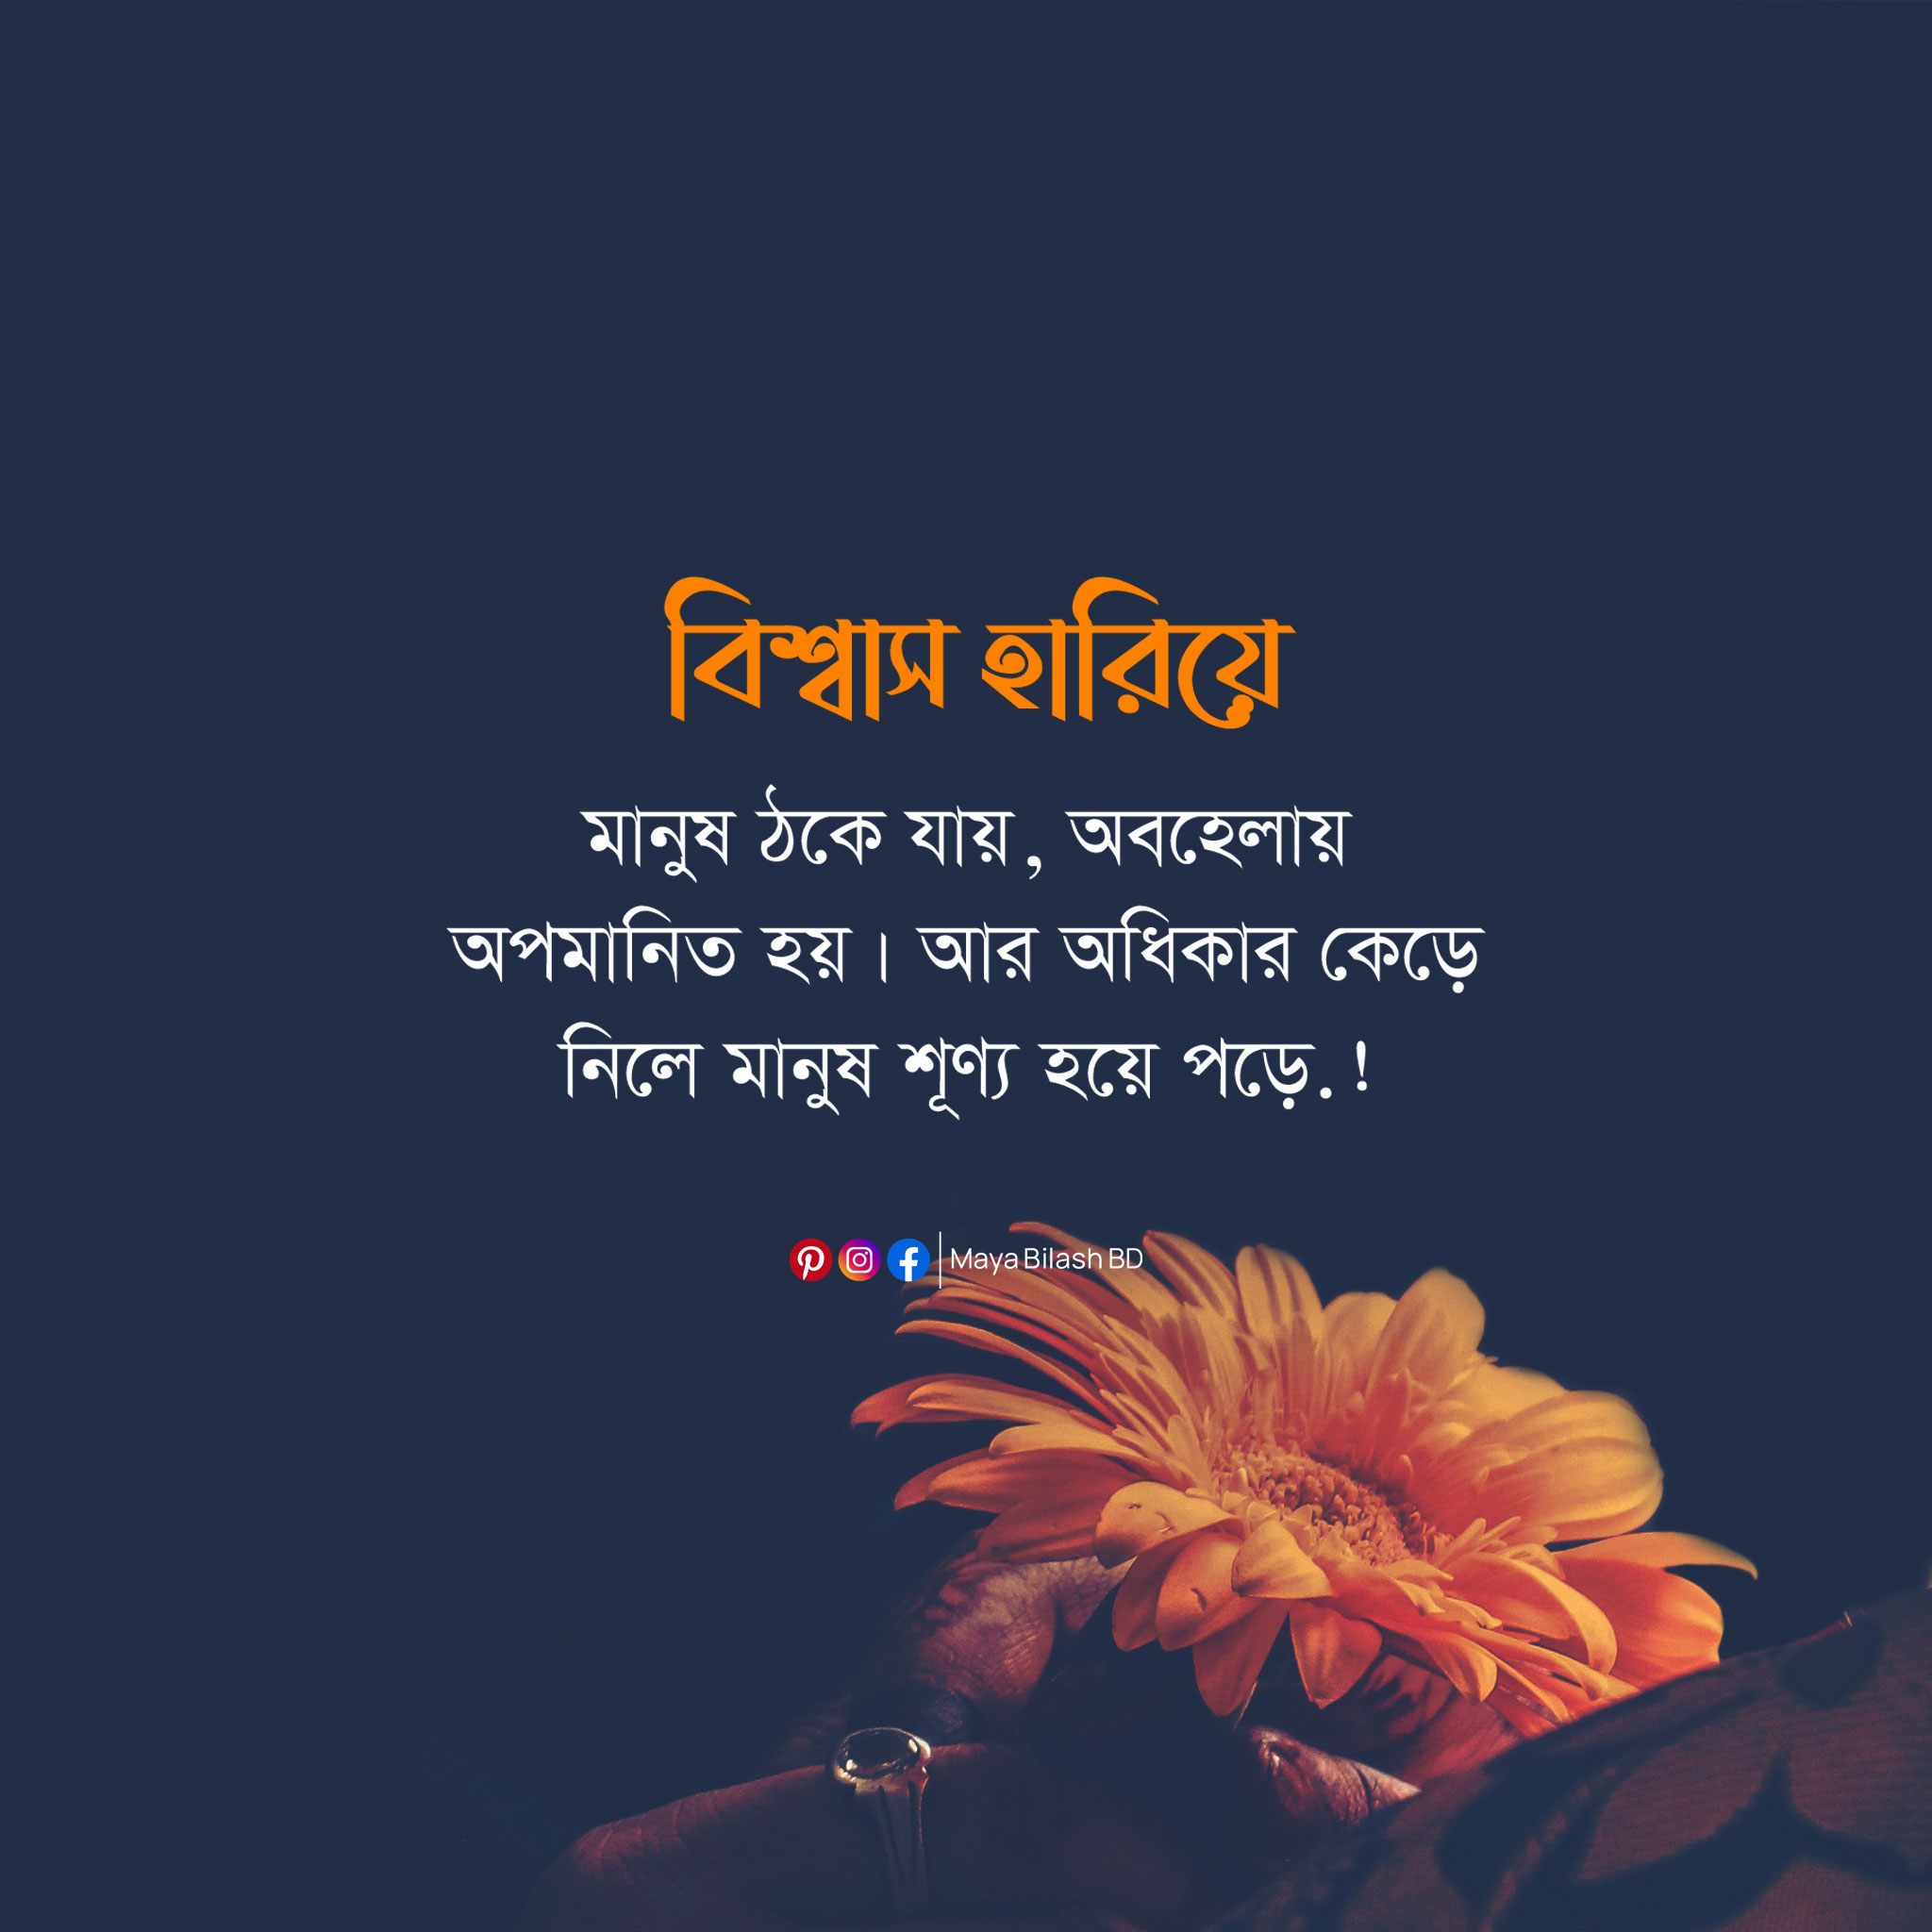 বিশ্বাস হারিয়ে
মানুষ ঠকে যায়, অবহেলায়
অপমানিত হয়। আর অধিকার কেড়ে
নিলে মানুষ শূণ্য হয়ে পড়ে.!
Maya Bilash BD